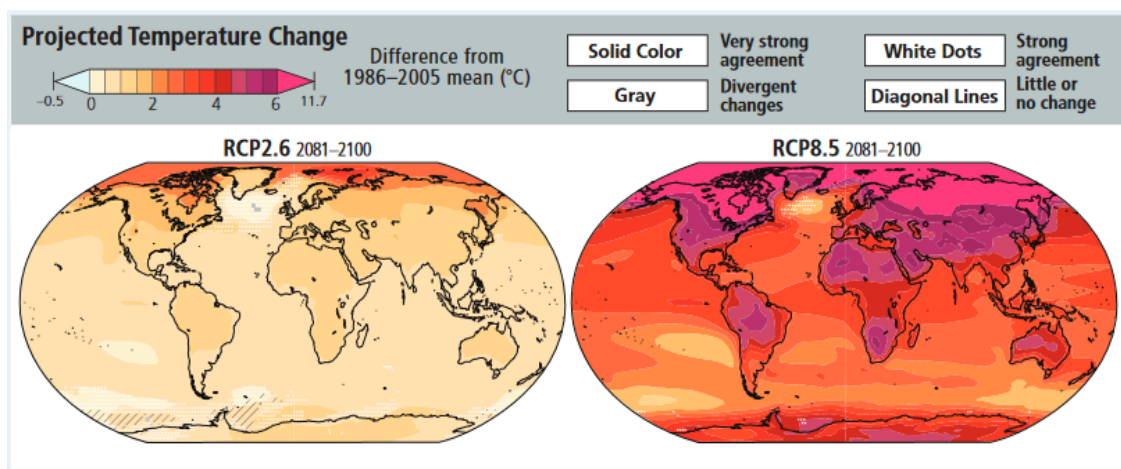 Projected Temperature Change
Difference from
1986–2005 mean (°C)
−0.5 0 2 4 6 11.7
Solid Color
Very strong
agreement
White Dots
Strong
agreement
Gray
Divergent
changes
Diagonal Lines
Little or
no change
RCP2.6 2081–2100
RCP8.5 2081–2100